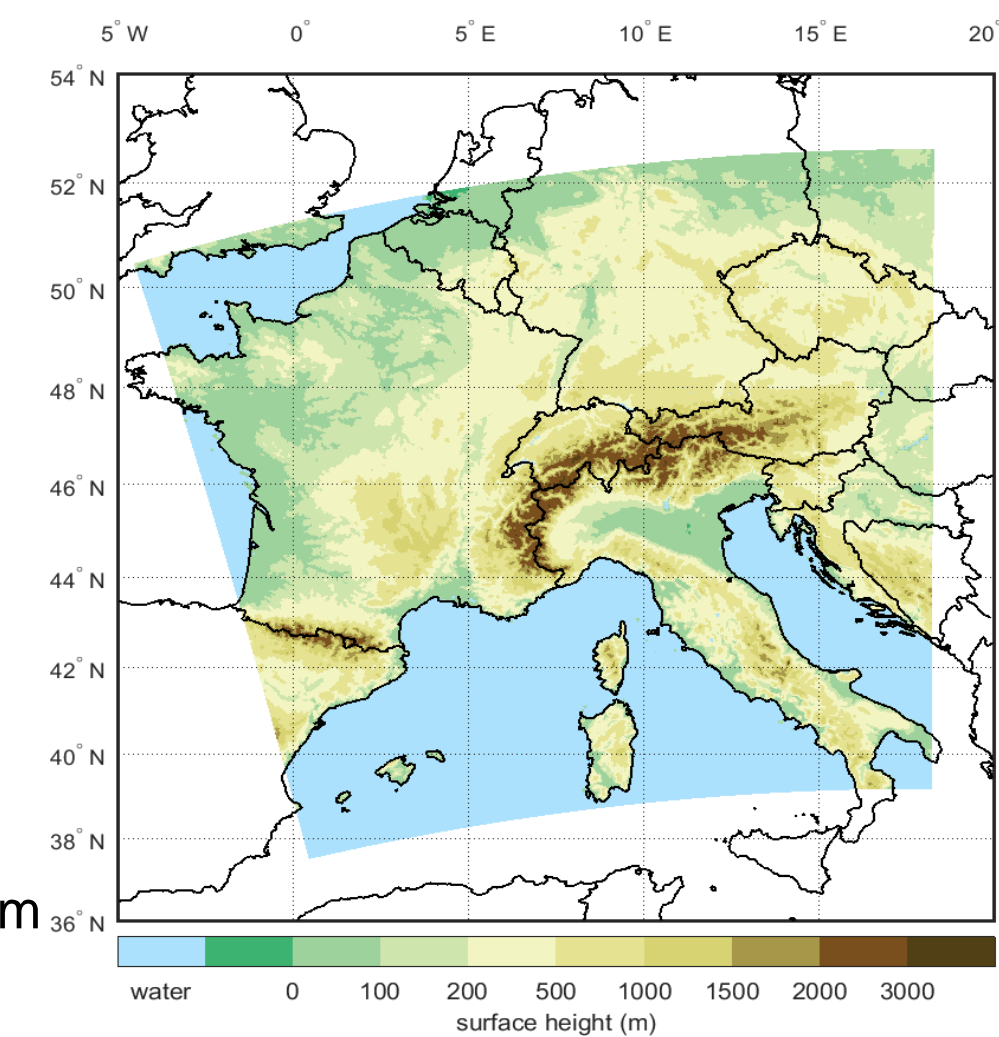 5° W 0° 5° E 10° E 15° E 20°
54° N
52° N
50° N
48° N
46° N
44° N
42° N
40° N
38° N
m
36° N
water 0 100 200 500 1000 1500 2000 3000
surface height (m)